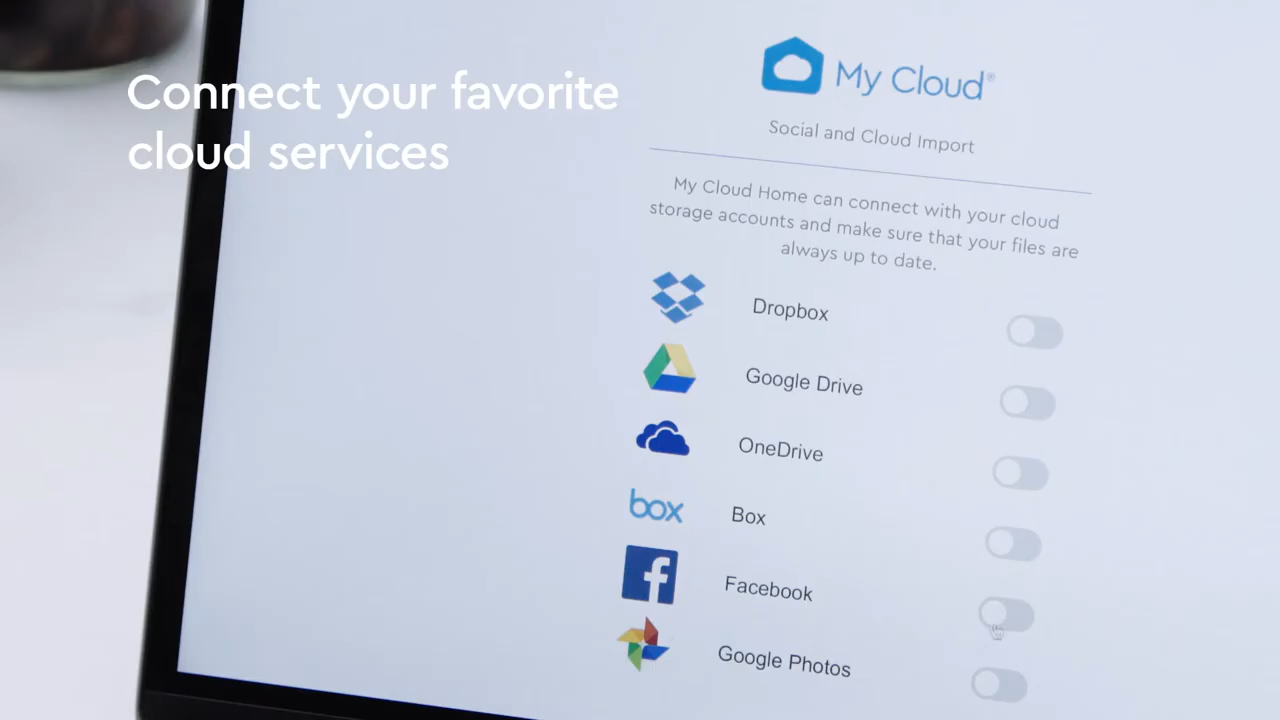 Connect your favorite
cloud services
My Cloud®
Social and Cloud Import
My Cloud Home can connect with your cloud
storage accounts and make sure that your files are
always up to date.
Dropbox
Google Drive
OneDrive
box
Box
f
Facebook
Google Photos